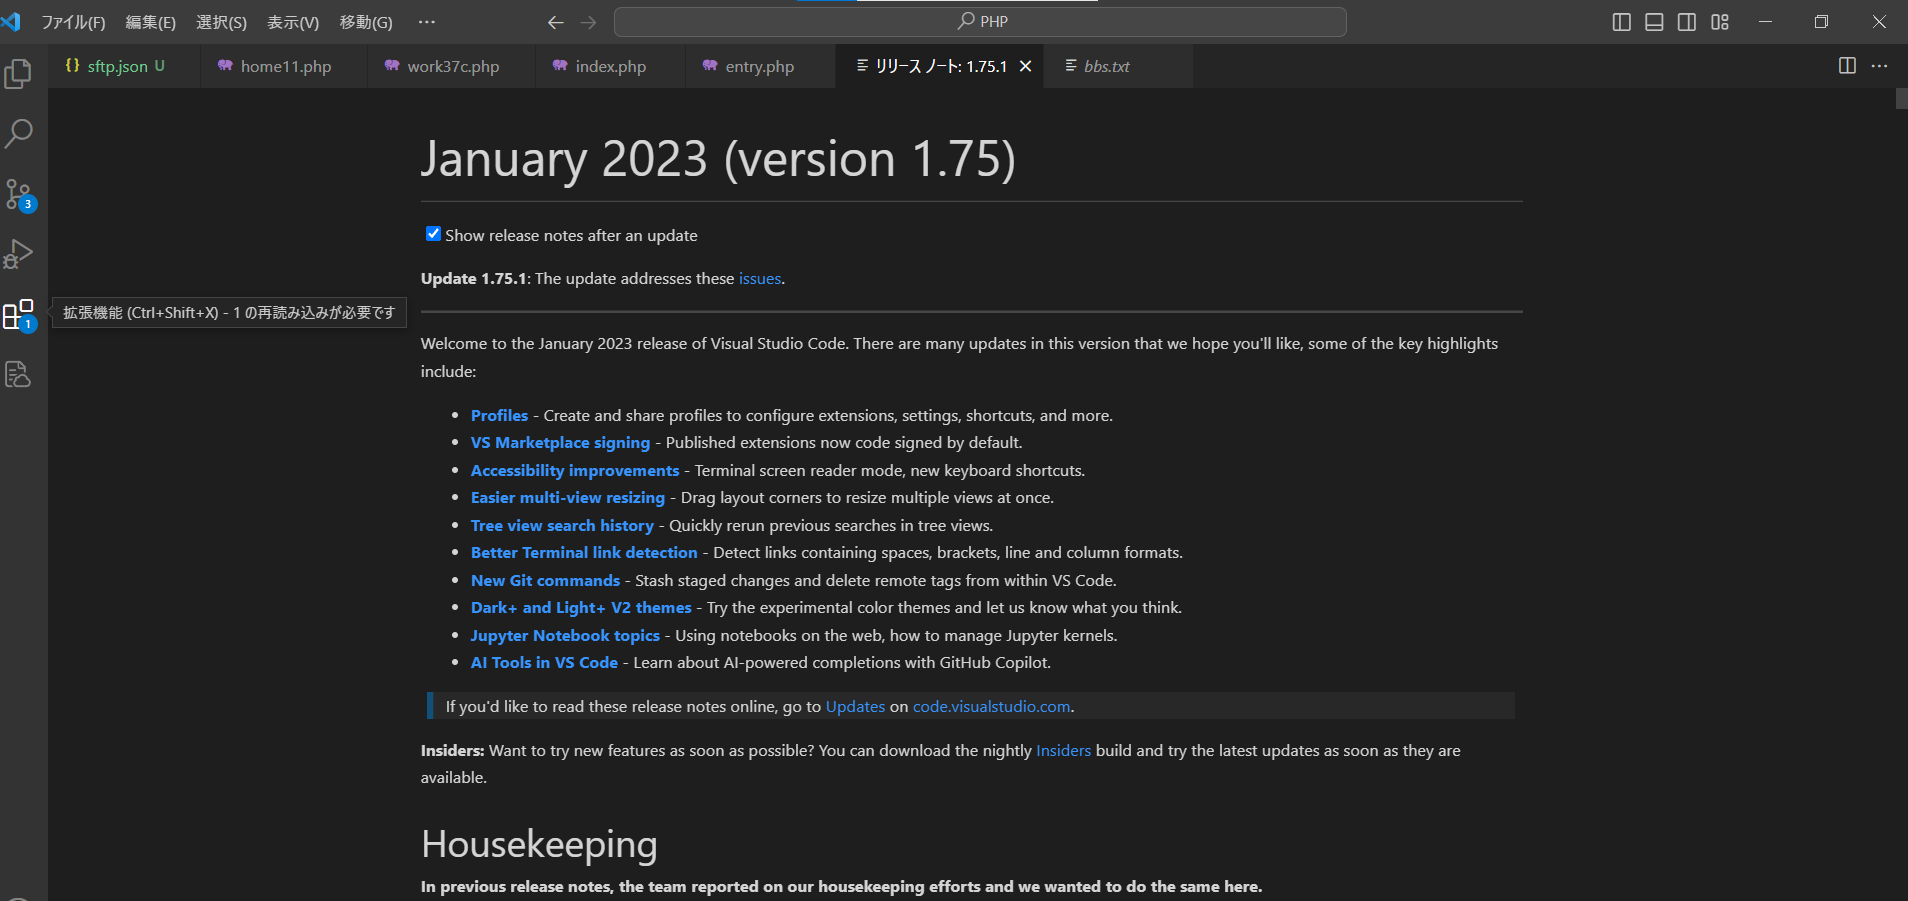 ファイル(F) 編集(E) 選択(S) 表示(V) 移動(G) ··· PHP
{} sftp.json U home11.php work37c.php index.php entry.php リリース ノート: 1.75.1 bbs.txt ···
January 2023 (version 1.75)
Show release notes after an update
Update 1.75.1: The update addresses these issues.
3
拡張機能 (Ctrl+Shift+X) - 1 の再読み込みが必要です
1
Welcome to the January 2023 release of Visual Studio Code. There are many updates in this version that we hope you'll like, some of the key highlights
include:
• Profiles - Create and share profiles to configure extensions, settings, shortcuts, and more.
• VS Marketplace signing - Published extensions now code signed by default.
• Accessibility improvements - Terminal screen reader mode, new keyboard shortcuts.
• Easier multi-view resizing - Drag layout corners to resize multiple views at once.
• Tree view search history - Quickly rerun previous searches in tree views.
• Better Terminal link detection - Detect links containing spaces, brackets, line and column formats.
• New Git commands - Stash staged changes and delete remote tags from within VS Code.
• Dark+ and Light+ V2 themes - Try the experimental color themes and let us know what you think.
• Jupyter Notebook topics - Using notebooks on the web, how to manage Jupyter kernels.
• AI Tools in VS Code - Learn about AI-powered completions with GitHub Copilot.
If you'd like to read these release notes online, go to Updates on code.visualstudio.com.
Insiders: Want to try new features as soon as possible? You can download the nightly Insiders build and try the latest updates as soon as they are
available.
Housekeeping
In previous release notes, the team reported on our housekeeping efforts and we wanted to do the same here.